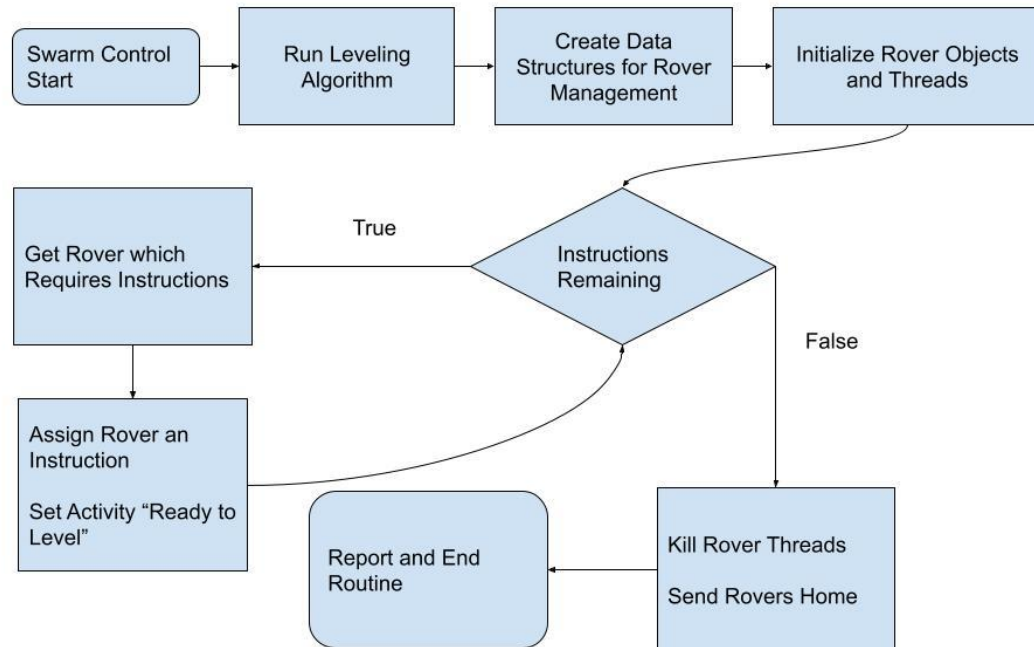 Swarm Control
Start
Run Leveling
Algorithm
Create Data
Structures for Rover
Management
Initialize Rover Objects
and Threads
True
Get Rover which
Requires Instructions
Instructions
Remaining
False
Assign Rover an
Instruction
Set Activity “Ready to
Level”
Report and End
Routine
Kill Rover Threads
Send Rovers Home